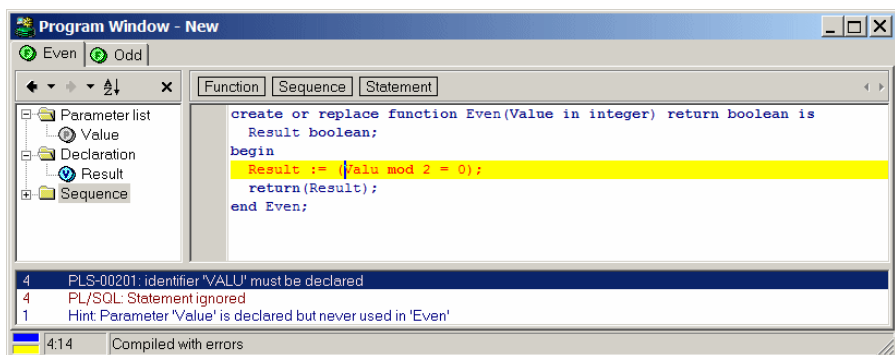 Program Window - New
Even Odd
Function Sequence Statement
Parameter list
Value
Declaration
Result
Sequence
create or replace function Even(Value in integer) return boolean is
Result boolean;
begin
Result := (Valu mod 2 = 0);
return(Result);
end Even;
4 PLS-00201: identifier 'VALU' must be declared
4 PL/SQL: Statement ignored
1 Hint: Parameter 'Value' is declared but never used in 'Even'
4:14 Compiled with errors